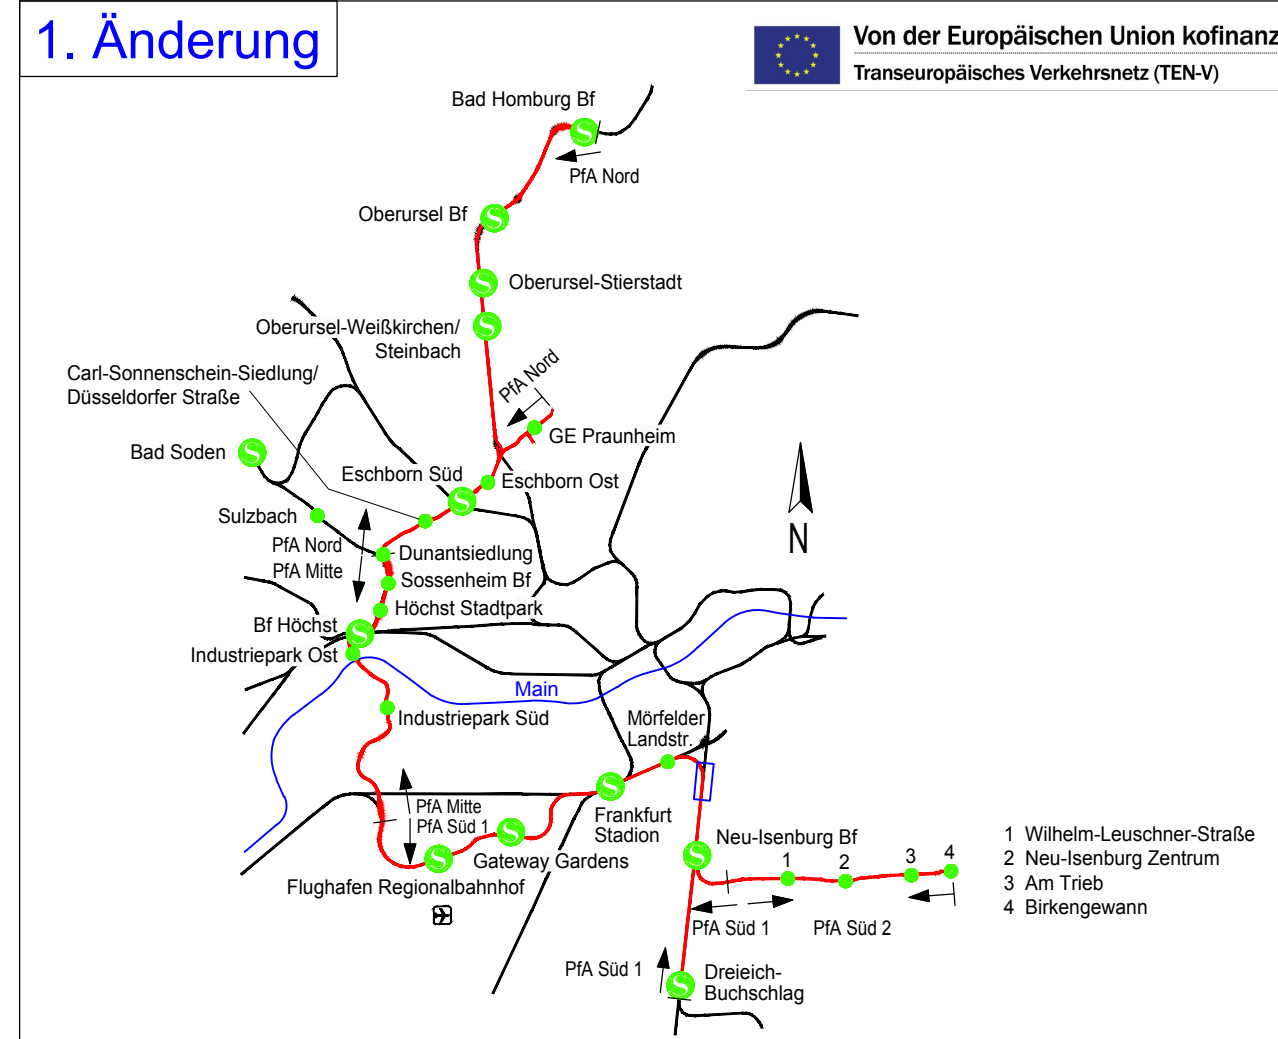 1. Änderung
Von der Europäischen Union kofinanz
Transeuropäisches Verkehrsnetz (TEN-V)
Bad Homburg Bf
PfA Nord
Oberursel Bf
Oberursel-Stierstadt
Oberursel-Weißkirchen/
Steinbach
Carl-Sonnenschein-Siedlung/
Düsseldorfer Straße
PfA Nord
GE Praunheim
Bad Soden
Eschborn Süd
Eschborn Ost
Sulzbach
PfA Nord
PfA Mitte
Dunantsiedlung
Sossenheim Bf
Höchst Stadtpark
Bf Höchst
Industriepark Ost
N
Main
Industriepark Süd
Mörfelder
Landstr.
PfA Mitte
PfA Süd 1
Frankfurt
Stadion
Gateway Gardens
Flughafen Regionalbahnhof
Neu-Isenburg Bf
1
2
3
4
PfA Süd 1
PfA Süd 2
PfA Süd 1
Dreieich-
Buchschlag
1 Wilhelm-Leuschner-Straße
2 Neu-Isenburg Zentrum
3 Am Trieb
4 Birkengewann
S
S
S
S
S
S
S
S
S
S
S
S